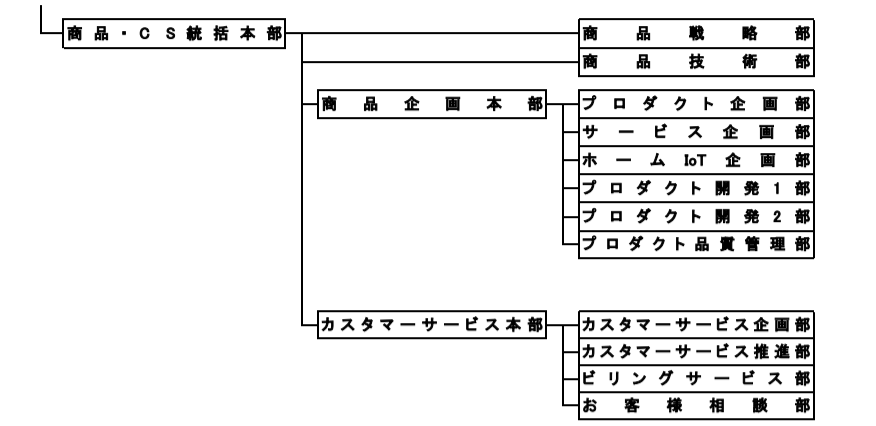 商品・CS統括本部
商品戦略部
商品技術部
商品企画本部
プロダクト企画部
サービス企画部
ホームIoT企画部
プロダクト開発1部
プロダクト開発2部
プロダクト品質管理部
カスタマーサービス本部
カスタマーサービス企画部
カスタマーサービス推進部
ビリングサービス部
お客様相談部